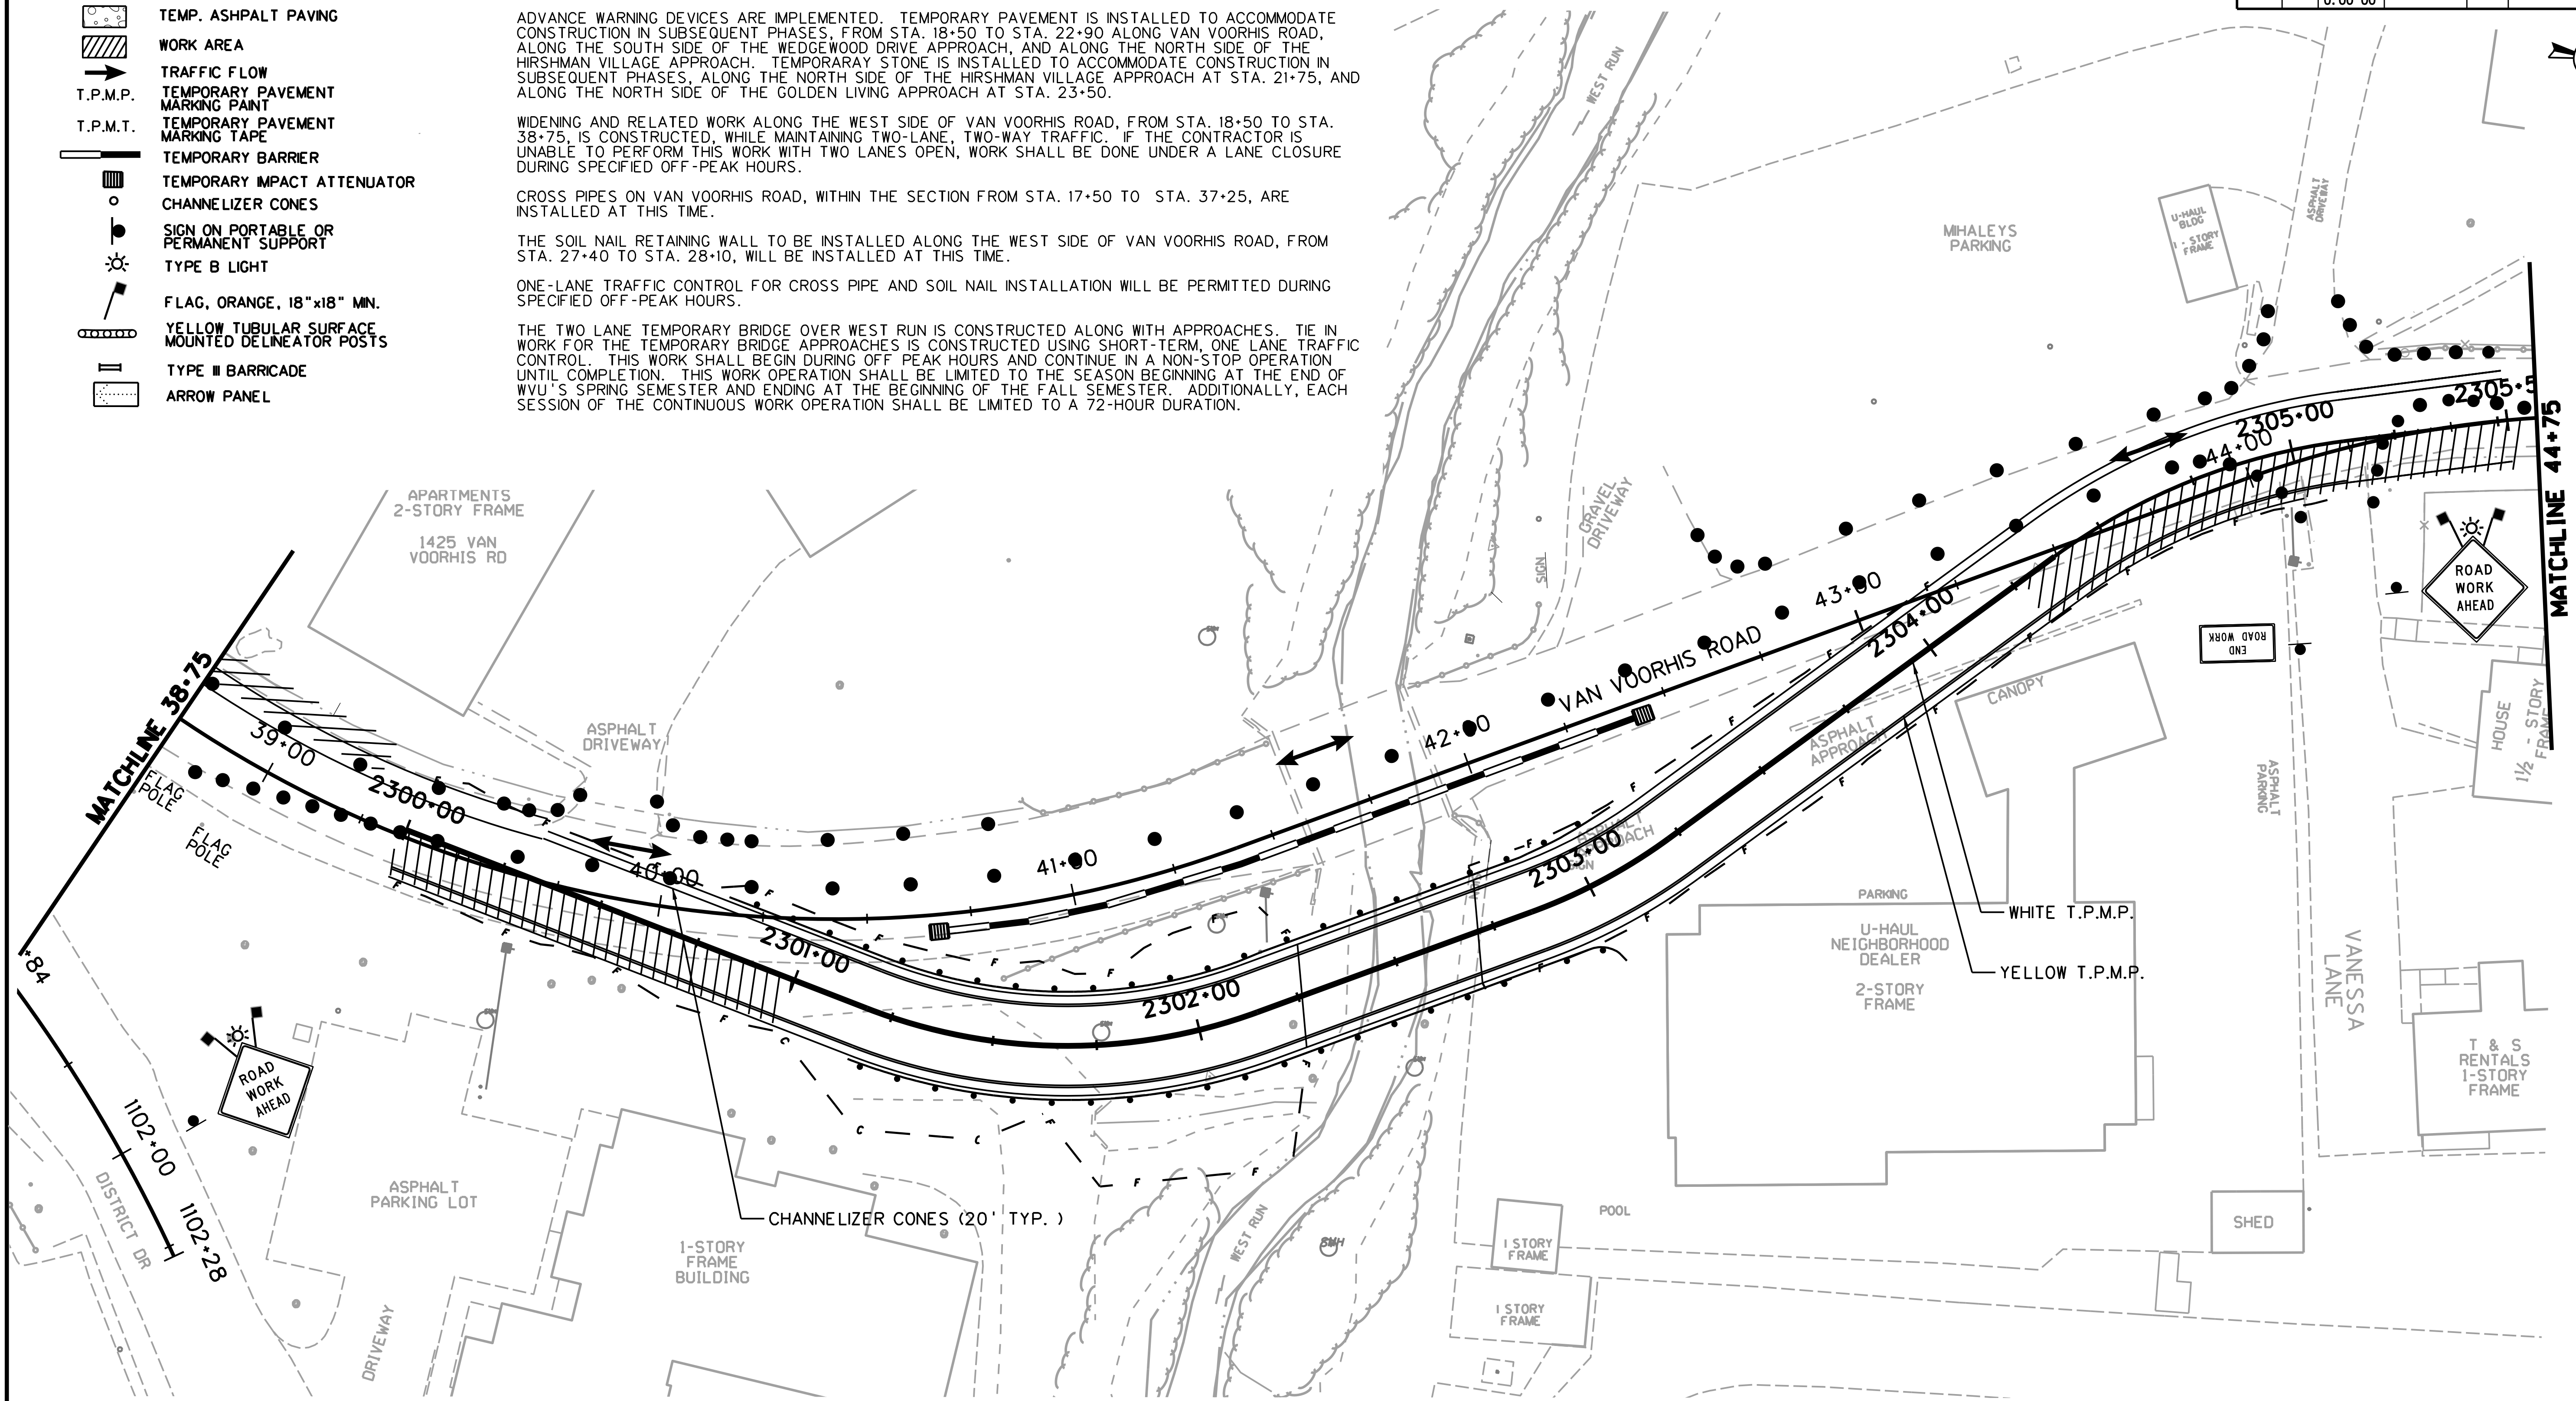 0.00 00
TEMP. ASHPALT PAVING
WORK AREA
TRAFFIC FLOW
T.P.M.P. TEMPORARY PAVEMENT
MARKING PAINT
T.P.M.T. TEMPORARY PAVEMENT
MARKING TAPE
TEMPORARY BARRIER
TEMPORARY IMPACT ATTENUATOR
CHANNELIZER CONES
SIGN ON PORTABLE OR
PERMANENT SUPPORT
TYPE B LIGHT
FLAG, ORANGE, 18"x18" MIN.
YELLOW TUBULAR SURFACE
MOUNTED DELINEATOR POSTS
TYPE III BARRICADE
ARROW PANEL
ADVANCE WARNING DEVICES ARE IMPLEMENTED. TEMPORARY PAVEMENT IS INSTALLED TO ACCOMMODATE
CONSTRUCTION IN SUBSEQUENT PHASES, FROM STA. 18+50 TO STA. 22+90 ALONG VAN VOORHIS ROAD,
ALONG THE SOUTH SIDE OF THE WEDGEWOOD DRIVE APPROACH, AND ALONG THE NORTH SIDE OF THE
HIRSHMAN VILLAGE APPROACH. TEMPORARAY STONE IS INSTALLED TO ACCOMMODATE CONSTRUCTION IN
SUBSEQUENT PHASES, ALONG THE NORTH SIDE OF THE HIRSHMAN VILLAGE APPROACH AT STA. 21+75, AND
ALONG THE NORTH SIDE OF THE GOLDEN LIVING APPROACH AT STA. 23+50.
WIDENING AND RELATED WORK ALONG THE WEST SIDE OF VAN VOORHIS ROAD, FROM STA. 18+50 TO STA.
38+75, IS CONSTRUCTED, WHILE MAINTAINING TWO-LANE, TWO-WAY TRAFFIC. IF THE CONTRACTOR IS
UNABLE TO PERFORM THIS WORK WITH TWO LANES OPEN, WORK SHALL BE DONE UNDER A LANE CLOSURE
DURING SPECIFIED OFF-PEAK HOURS.
CROSS PIPES ON VAN VOORHIS ROAD, WITHIN THE SECTION FROM STA. 17+50 TO STA. 37+25, ARE
INSTALLED AT THIS TIME.
THE SOIL NAIL RETAINING WALL TO BE INSTALLED ALONG THE WEST SIDE OF VAN VOORHIS ROAD, FROM
STA. 27+40 TO STA. 28+10, WILL BE INSTALLED AT THIS TIME.
ONE-LANE TRAFFIC CONTROL FOR CROSS PIPE AND SOIL NAIL INSTALLATION WILL BE PERMITTED DURING
SPECIFIED OFF-PEAK HOURS.
THE TWO LANE TEMPORARY BRIDGE OVER WEST RUN IS CONSTRUCTED ALONG WITH APPROACHES. TIE IN
WORK FOR THE TEMPORARY BRIDGE APPROACHES IS CONSTRUCTED USING SHORT-TERM, ONE LANE TRAFFIC
CONTROL. THIS WORK SHALL BEGIN DURING OFF PEAK HOURS AND CONTINUE IN A NON-STOP OPERATION
UNTIL COMPLETION. THIS WORK OPERATION SHALL BE LIMITED TO THE SEASON BEGINNING AT THE END OF
WVU'S SPRING SEMESTER AND ENDING AT THE BEGINNING OF THE FALL SEMESTER. ADDITIONALLY, EACH
SESSION OF THE CONTINUOUS WORK OPERATION SHALL BE LIMITED TO A 72-HOUR DURATION.
WEST RUN
MIHALEYS
PARKING
U-HAUL
BLDG
1 - STORY
FRAME
ASPHALT
DRIVEWAY
APARTMENTS
2-STORY FRAME
1425 VAN
VOORHIS RD
GRAVEL
DRIVEWAY
SIGN
ASPHALT
DRIVEWAY
MATCHLINE 38+75
FLAG
POLE
FLAG
POLE
39+00
2300+00
40+00
41+00
42+00
VAN VOORHIS ROAD
43+00
44+00
2301+00
2302+00
2303+00
2304+00
2305+00
2305+5
MATCHLINE 44+75
ROAD
WORK
AHEAD
END
ROAD WORK
CANOPY
ASPHALT
APPROACH
SIGN
ASPHALT
APPROACH
ASPHALT
PARKING
HOUSE
1½ - STORY
FRAME
WHITE T.P.M.P.
YELLOW T.P.M.P.
PARKING
U-HAUL
NEIGHBORHOOD
DEALER
2-STORY
FRAME
VANESSA
LANE
T & S
RENTALS
1-STORY
FRAME
+84
ROAD
WORK
AHEAD
1102+00
1102+28
DISTRICT DR
ASPHALT
PARKING LOT
DRIVEWAY
CHANNELIZER CONES (20' TYP. )
1-STORY
FRAME
BUILDING
WEST RUN
SMH
1 STORY
FRAME
1 STORY
FRAME
POOL
SHED